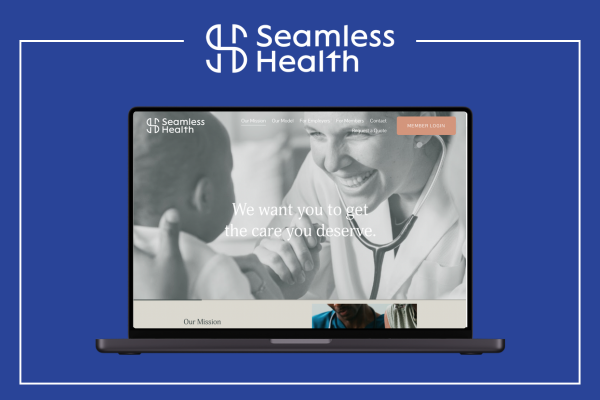 Seamless
Health
Seamless
Health
Our Mission Our Model For Employers For Members Contact
Request a Quote
MEMBER LOGIN
We want you to get
the care you deserve.
Our Mission